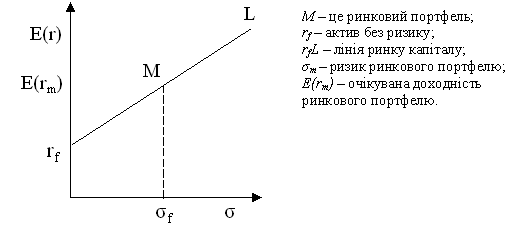 L
E(r)
M
E(rm)
rf
σf
σ
M – це ринковий портфель;
rf – актив без ризику;
rfL – лінія ринку капіталу;
σm – ризик ринкового портфелю;
E(rm) – очікувана доходність
ринкового портфелю.